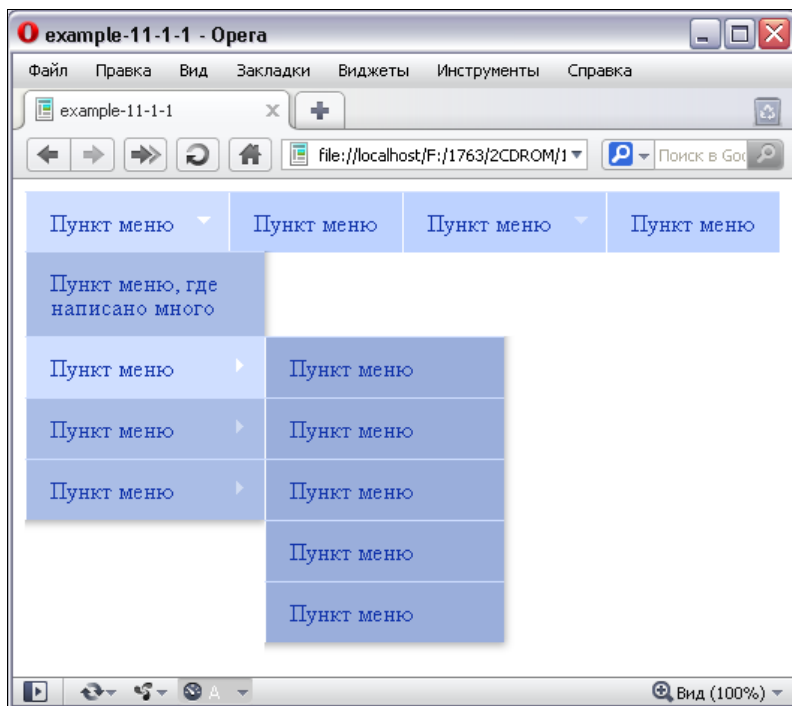 example-11-1-1 - Opera
Файл Правка Вид Закладки Виджеты Инструменты Справка
example-11-1-1
file://localhost/F:/1763/2CDROM/1 Поиск в Goo
Пункт меню Пункт меню Пункт меню Пункт меню
Пункт меню, где
написано много
Пункт меню Пункт меню
Пункт меню Пункт меню
Пункт меню Пункт меню
Пункт меню
Пункт меню
А Вид (100%)